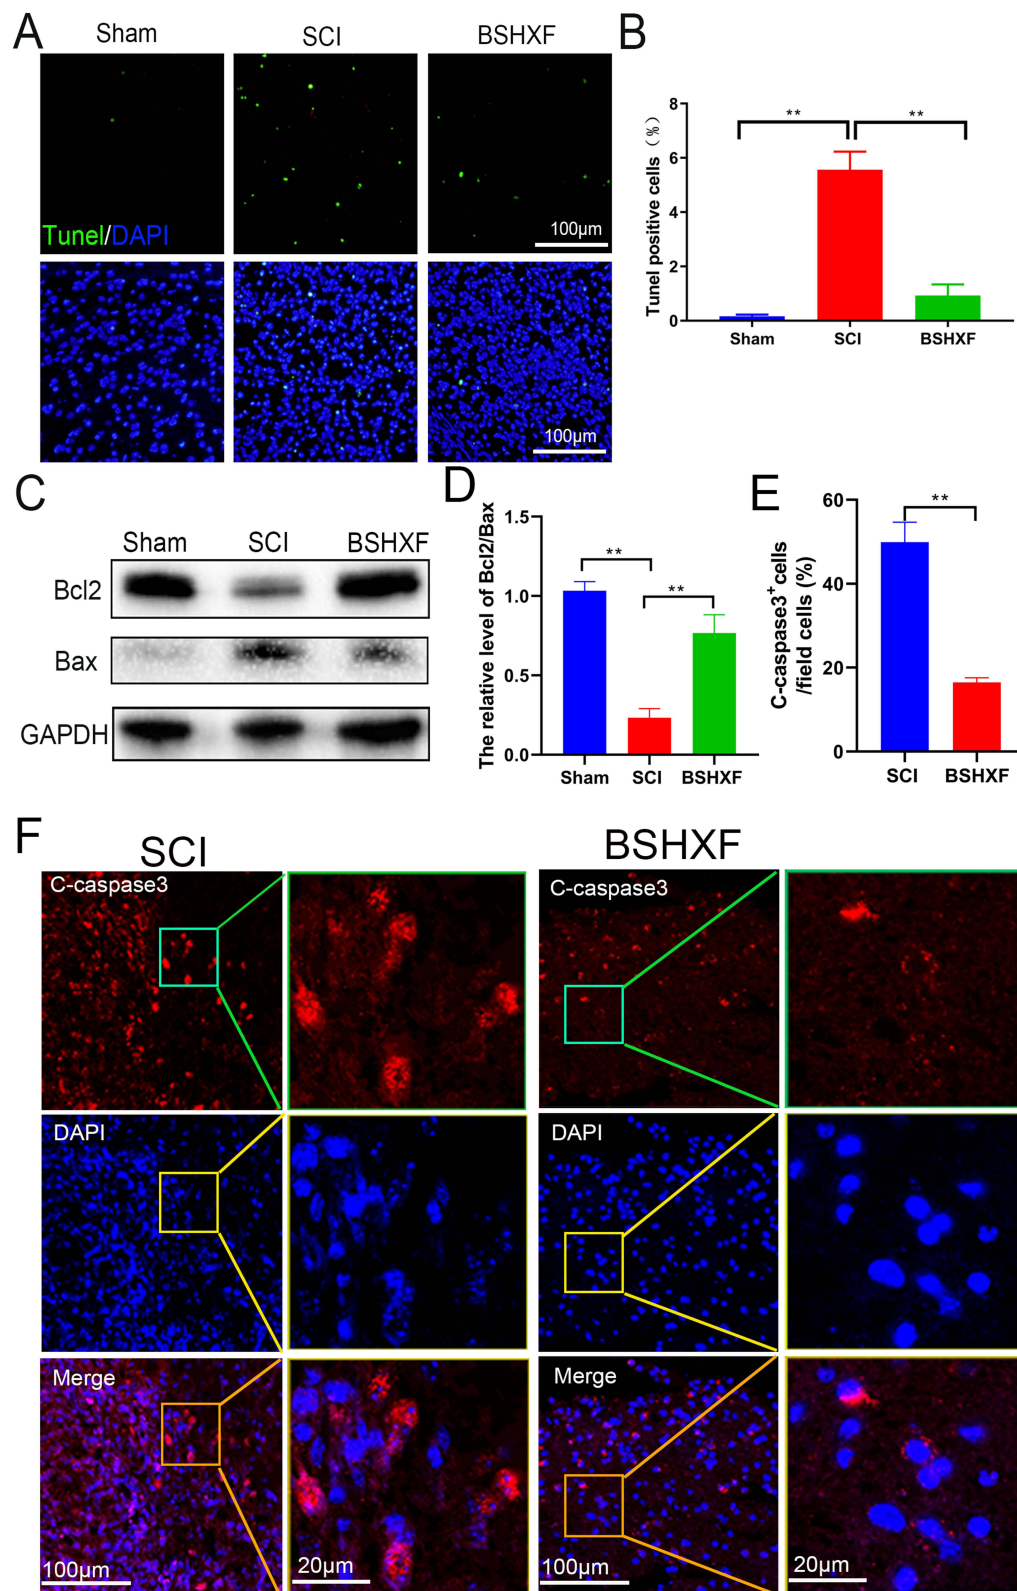 A
Sham
SCI
BSHXF
Tunel/DAPI
100μm
100μm
B
Tunel positive cells (%)
8
6
4
2
0
**
**
Sham
SCI
BSHXF
C
Sham
SCI
BSHXF
Bcl2
Bax
GAPDH
D
The relative level of Bcl2/Bax
1.5
1.0
0.5
0.0
**
**
Sham
SCI
BSHXF
E
C-caspase3+ cells
/field cells (%)
60
40
20
0
**
SCI
BSHXF
F
SCI
BSHXF
C-caspase3
C-caspase3
DAPI
DAPI
Merge
Merge
100μm
20μm
100μm
20μm